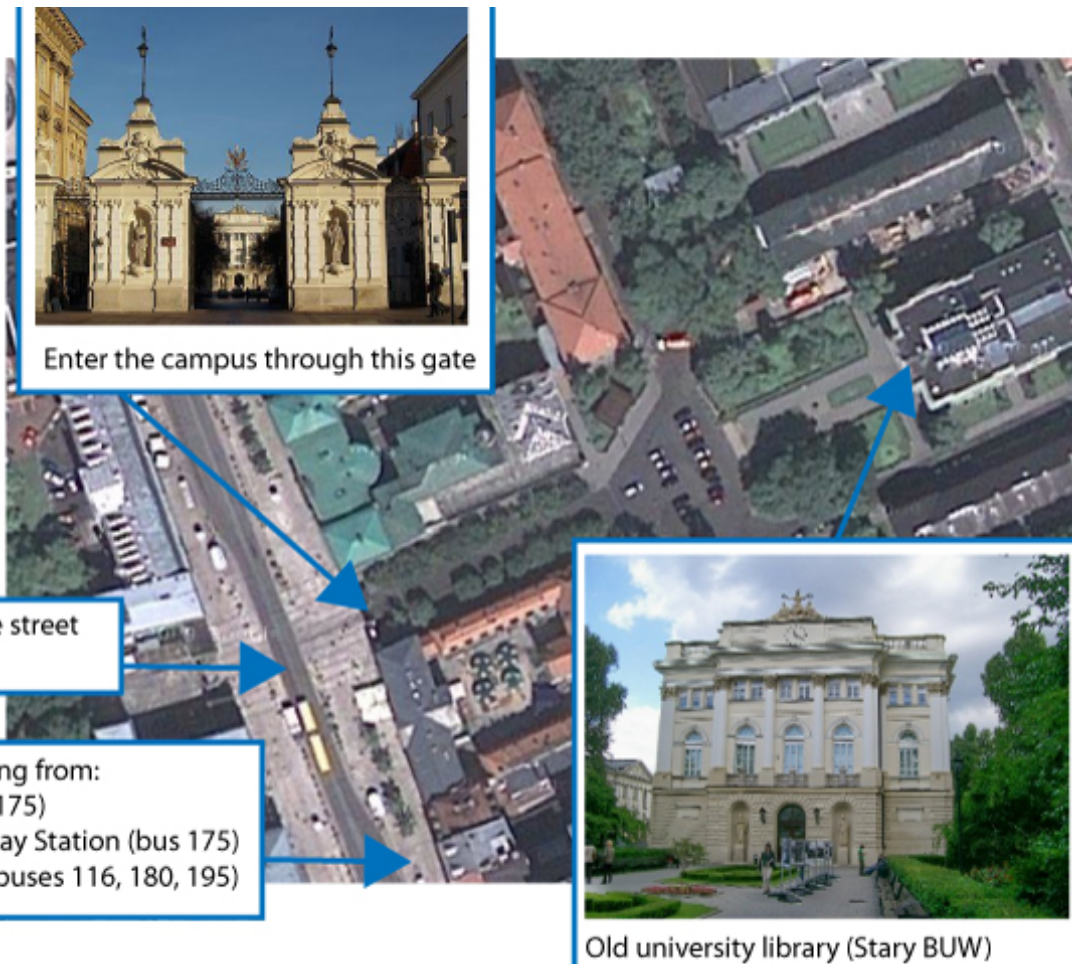 Enter the campus through this gate
street
ng from:
175)
ay Station (bus 175)
buses 116, 180, 195)
Old university library (Stary BUW)